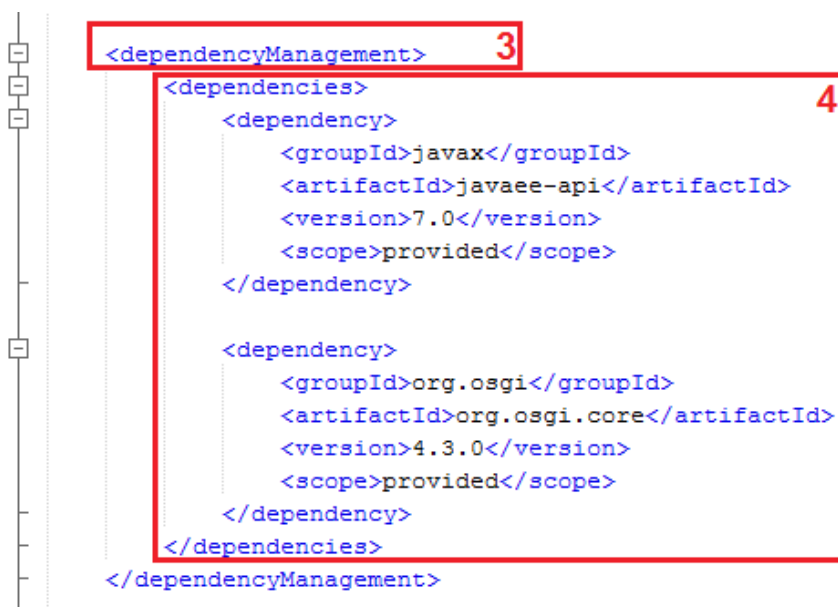 <dependencyManagement> 3
<dependencies> 4
<dependency>
<groupId>javax</groupId>
<artifactId>javaee-api</artifactId>
<version>7.0</version>
<scope>provided</scope>
</dependency>
<dependency>
<groupId>org.osgi</groupId>
<artifactId>org.osgi.core</artifactId>
<version>4.3.0</version>
<scope>provided</scope>
</dependency>
</dependencies>
</dependencyManagement>